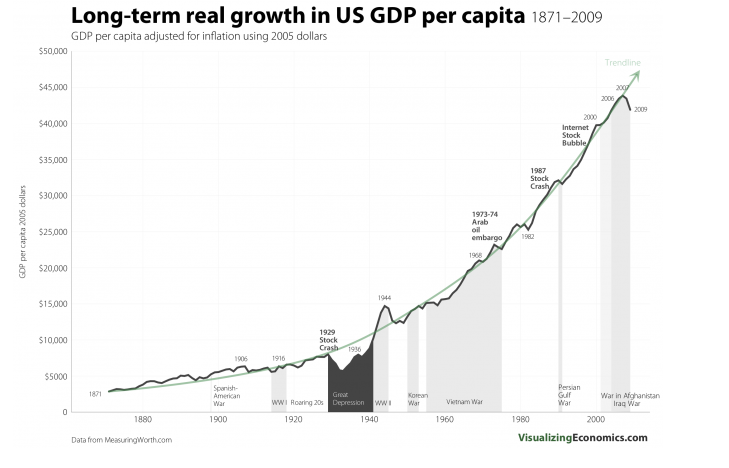 Long-term real growth in US GDP per capita 1871–2009
GDP per capita adjusted for inflation using 2005 dollars
$50,000
$45,000
$40,000
$35,000
$30,000
$25,000
$20,000
$15,000
$10,000
$5000
0
GDP per capita 2005 dollars
Trendline
2007
2006
2009
2000
Internet
Stock
Bubble
1987
Stock
Crash
1973-74
Arab
oil
embargo
1982
1968
1944
1929
Stock
Crash
1936
1916
1906
1871
Spanish-
American
War
WW I
Roaring 20s
Great
Depression
WW II
Korean
War
Vietnam War
Persian
Gulf
War
War in Afghanistan
Iraq War
1880
1900
1920
1940
1960
1980
2000
Data from MeasuringWorth.com
VisualizingEconomics.com